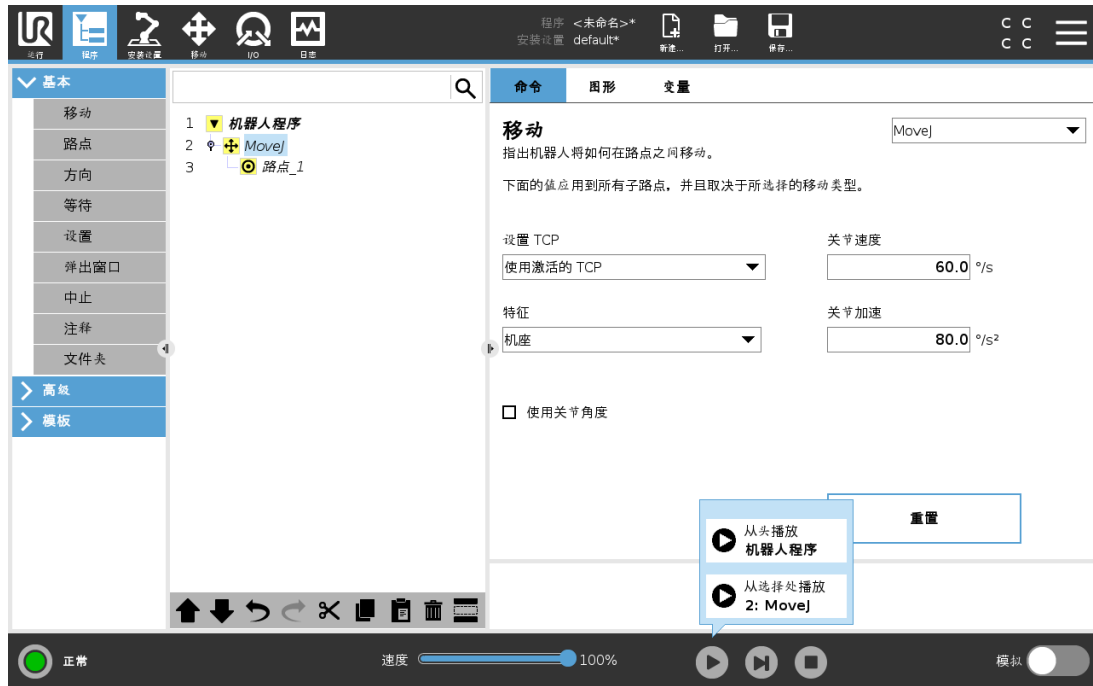 UR
运行
程序
安装设置
移动
I/O
日志
程序 <未命名>*
安装设置 default*
新建...
打开...
保存...
C C
C C
基本
移动
路点
方向
等待
设置
弹出窗口
中止
注释
文件夹
高级
模板
1 机器人程序
2 MoveJ
3 路点_1
命令 图形 变量
移动
MoveJ
指出机器人将如何在路点之间移动。
下面的值应用到所有子路点，并且取决于所选择的移动类型。
设置 TCP
关节速度
使用激活的 TCP
60.0 °/s
特征
关节加速
机座
80.0 °/s²
使用关节角度
重置
从头播放
机器人程序
从选择处播放
2: MoveJ
正常
速度
100%
模拟